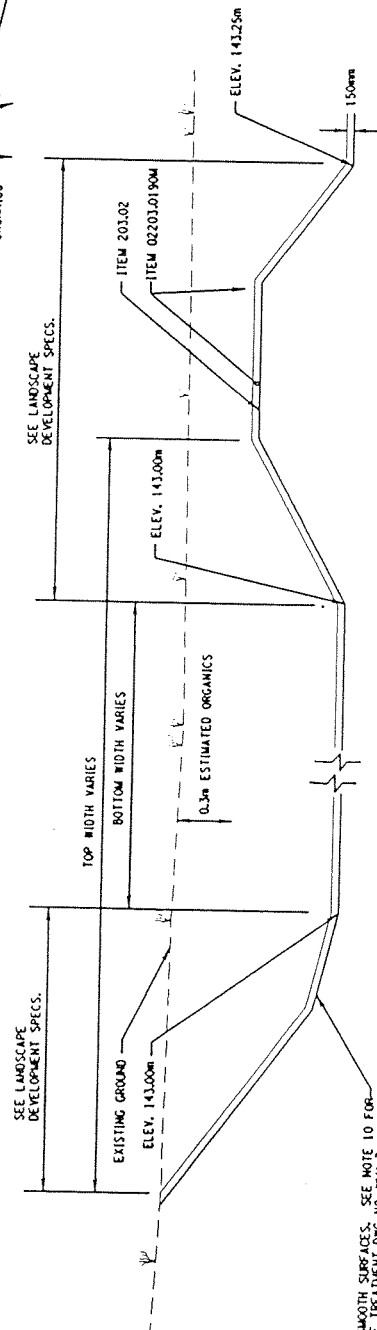 SEE LANDSCAPE
DEVELOPMENT SPECS.
TOP WIDTH VARIES
BOTTOM WIDTH VARIES
SEE LANDSCAPE
DEVELOPMENT SPECS.
EXISTING GROUND
ELEV. 143.00m
0.3m ESTIMATED ORGANICS
ELEV. 143.00m
ITEM 203.02
ITEM 02203.0190M
ELEV. 143.25m
150mm
SMOOTH SURFACES. SEE NOTE 10 FOR